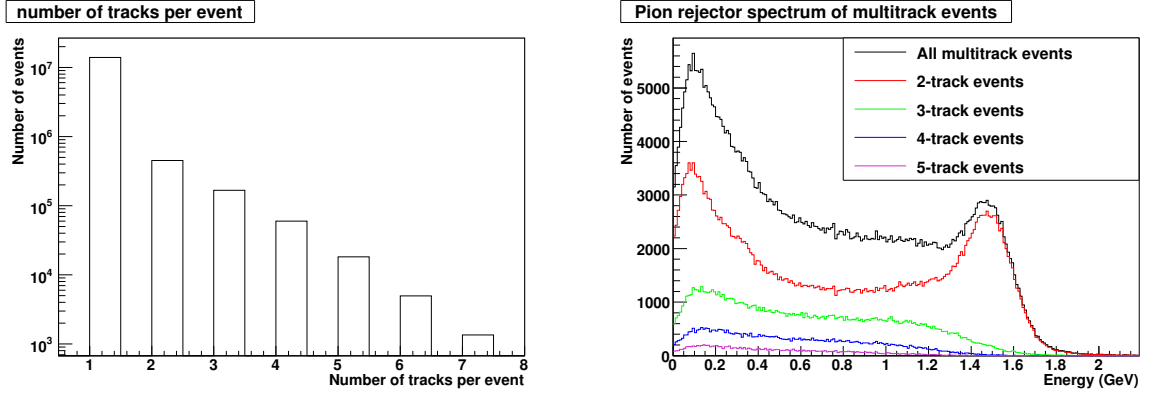 number of tracks per event
Number of events
10^7
10^6
10^5
10^4
10^3
1 2 3 4 5 6 7 8
Number of tracks per event
Pion rejector spectrum of multitrack events
Number of events
5000
4000
3000
2000
1000
0
0 0.2 0.4 0.6 0.8 1 1.2 1.4 1.6 1.8 2
Energy (GeV)
All multitrack events
2-track events
3-track events
4-track events
5-track events